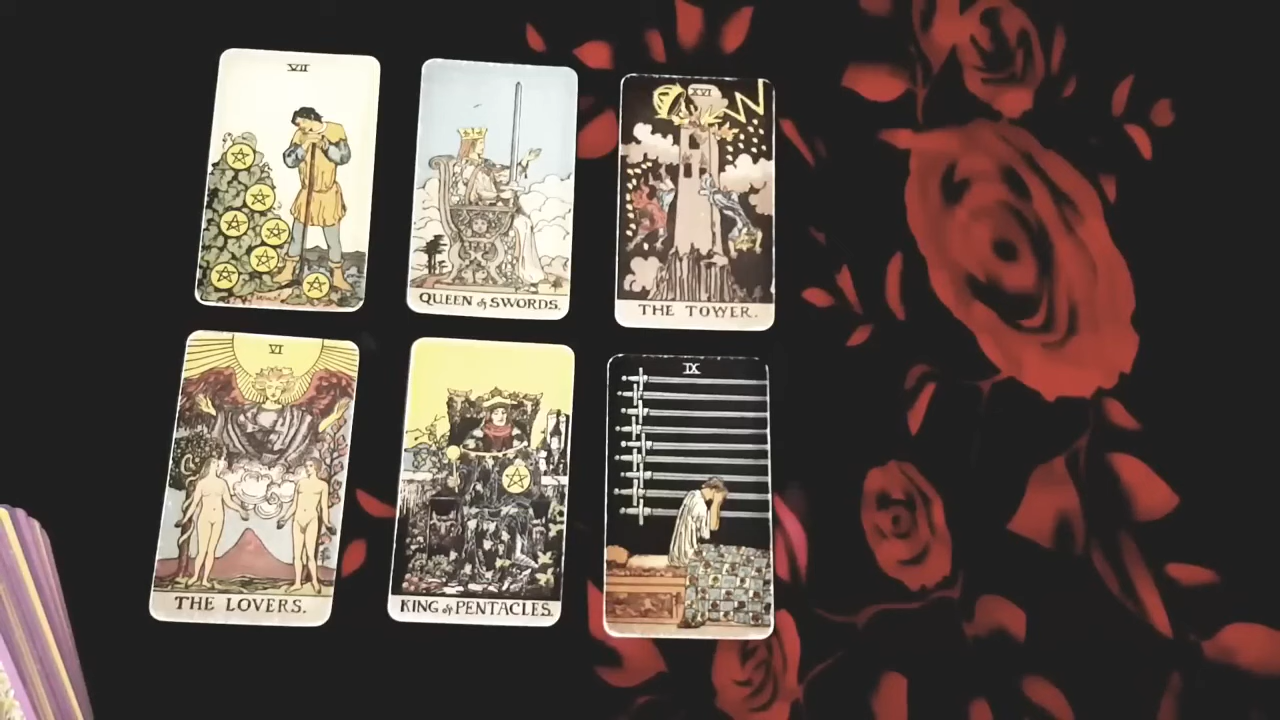 VII
QUEEN of SWORDS.
XVI
THE TOWER.
VI
THE LOVERS.
KING of PENTACLES.
IX